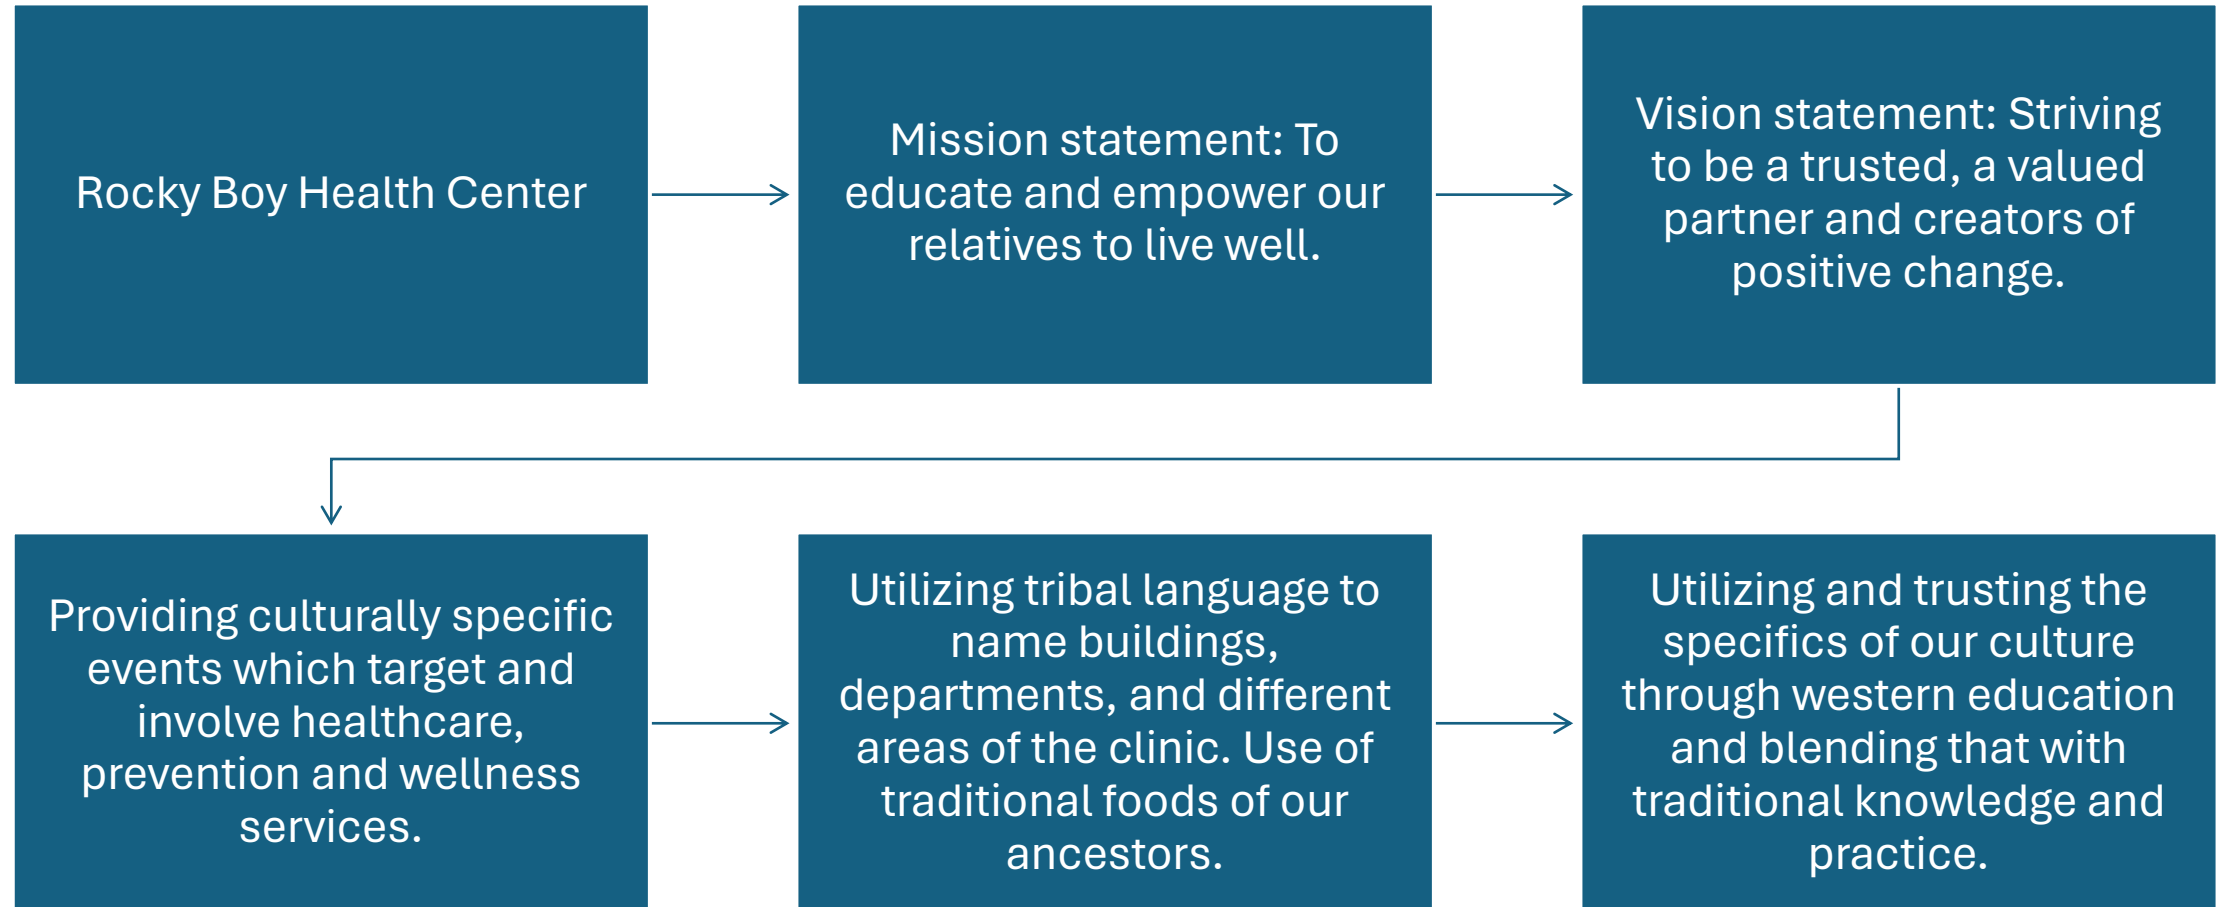 Rocky Boy Health Center
Mission statement: To
educate and empower our
relatives to live well.
Vision statement: Striving
to be a trusted, a valued
partner and creators of
positive change.
Providing culturally specific
events which target and
involve healthcare,
prevention and wellness
services.
Utilizing tribal language to
name buildings,
departments, and different
areas of the clinic. Use of
traditional foods of our
ancestors.
Utilizing and trusting the
specifics of our culture
through western education
and blending that with
traditional knowledge and
practice.